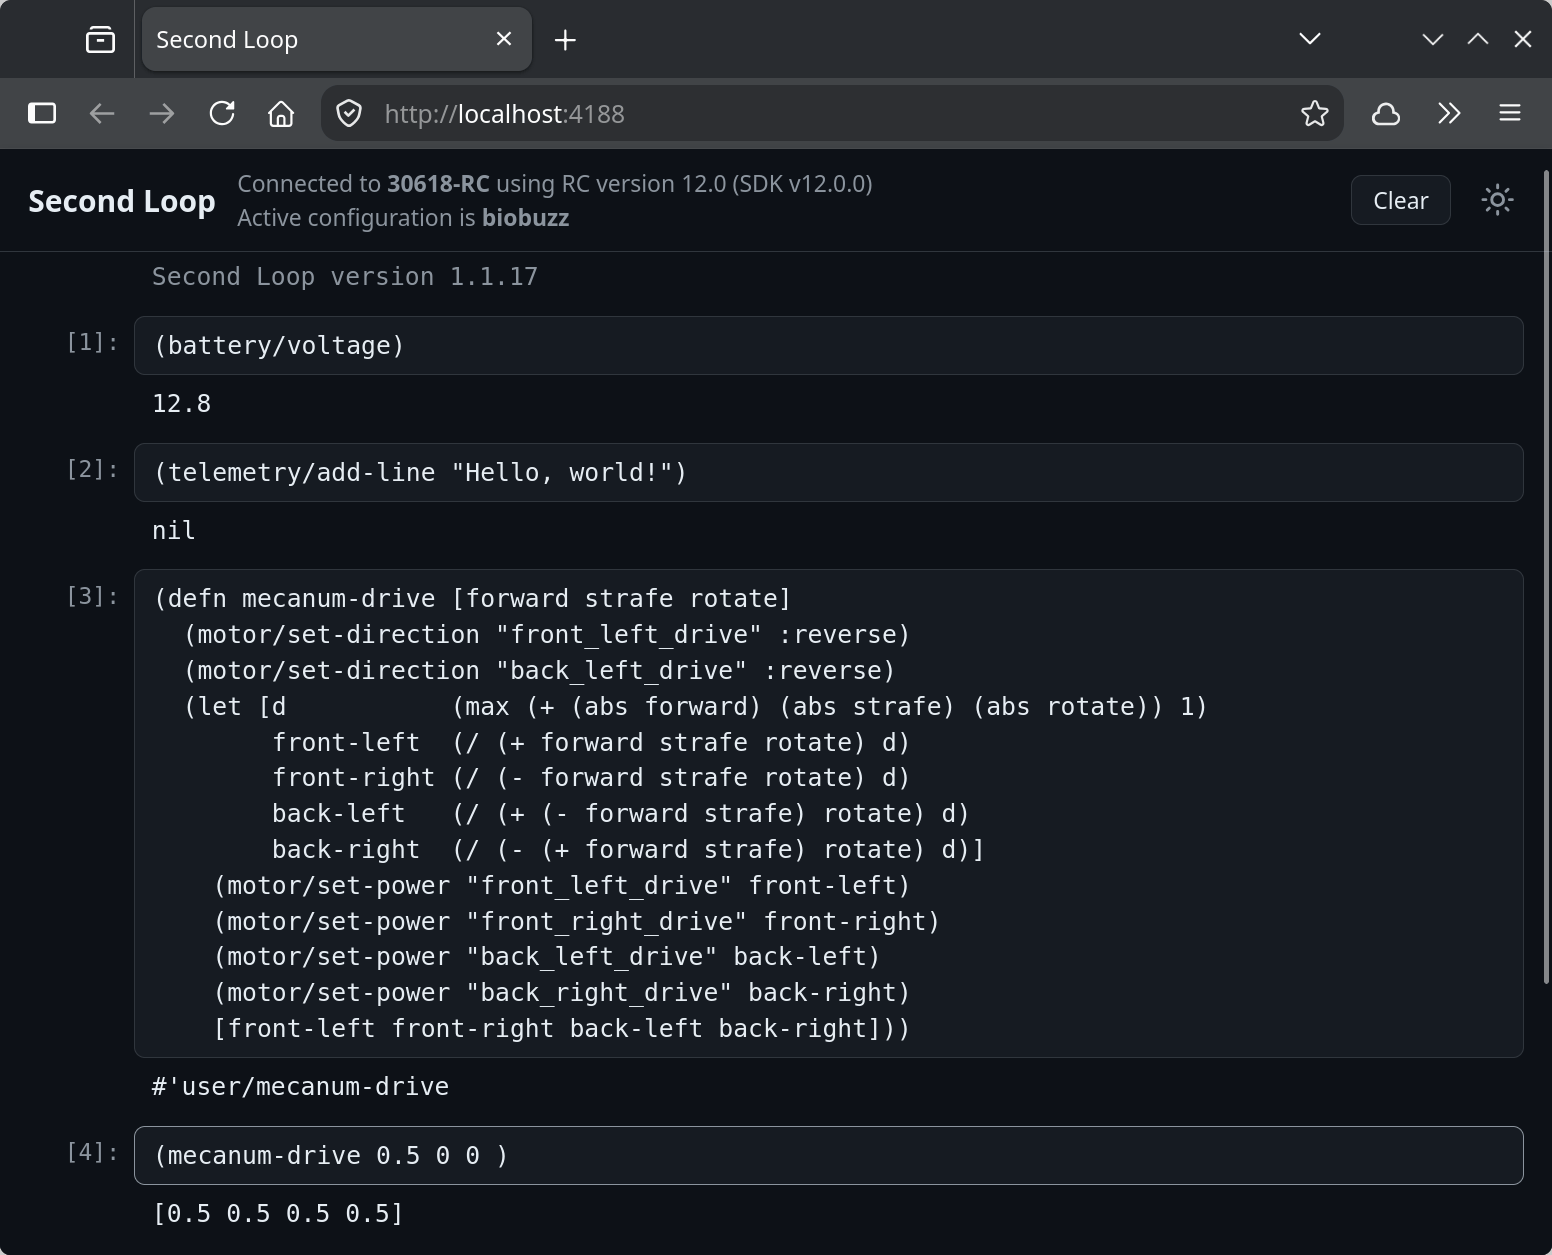 Second Loop
http://localhost:4188
Second Loop
Connected to 30618-RC using RC version 12.0 (SDK v12.0.0)
Active configuration is biobuzz
Clear
Second Loop version 1.1.17
[1]:
(battery/voltage)
12.8
[2]:
(telemetry/add-line "Hello, world!")
nil
[3]:
(defn mecanum-drive [forward strafe rotate]
  (motor/set-direction "front_left_drive" :reverse)
  (motor/set-direction "back_left_drive" :reverse)
  (let [d           (max (+ (abs forward) (abs strafe) (abs rotate)) 1)
        front-left  (/ (+ forward strafe rotate) d)
        front-right (/ (- forward strafe rotate) d)
        back-left   (/ (+ (- forward strafe) rotate) d)
        back-right  (/ (- (+ forward strafe) rotate) d)]
    (motor/set-power "front_left_drive" front-left)
    (motor/set-power "front_right_drive" front-right)
    (motor/set-power "back_left_drive" back-left)
    (motor/set-power "back_right_drive" back-right)
    [front-left front-right back-left back-right]))
#'user/mecanum-drive
[4]:
(mecanum-drive 0.5 0 0 )
[0.5 0.5 0.5 0.5]